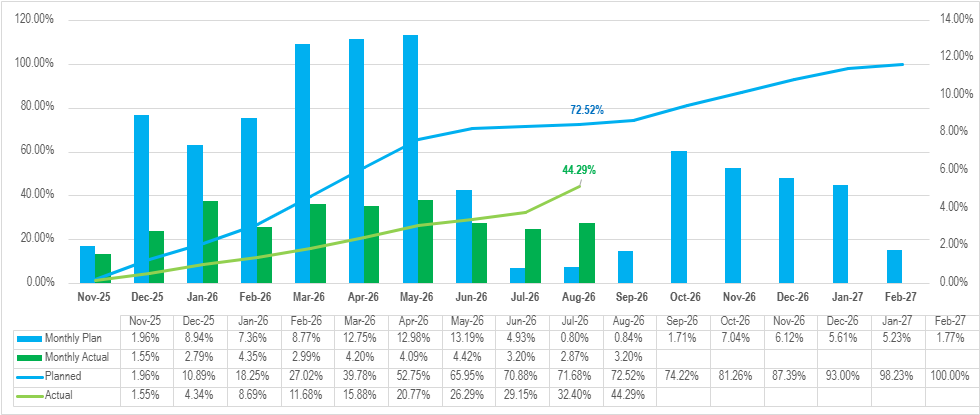 120.00% 14.00%
12.00%
100.00%
10.00%
80.00% 72.52%
8.00%
60.00%
44.29% 6.00%
40.00%
4.00%
20.00%
2.00%
0.00% 0.00%
Nov-25 Dec-25 Jan-26 Feb-26 Mar-26 Apr-26 May-26 Jun-26 Jul-26 Aug-26 Sep-26 Oct-26 Nov-26 Dec-26 Jan-27 Feb-27
Nov-25 Dec-25 Jan-26 Feb-26 Mar-26 Apr-26 May-26 Jun-26 Jul-26 Aug-26 Sep-26 Oct-26 Nov-26 Dec-26 Jan-27 Feb-27
Monthly Plan 1.96% 8.94% 7.36% 8.77% 12.75% 12.98% 13.19% 4.93% 0.80% 0.84% 1.71% 7.04% 6.12% 5.61% 5.23% 1.77%
Monthly Actual 1.55% 2.79% 4.35% 2.99% 4.20% 4.09% 4.42% 3.20% 2.87% 3.20%
Planned 1.96% 10.89% 18.25% 27.02% 39.78% 52.75% 65.95% 70.88% 71.68% 72.52% 74.22% 81.26% 87.39% 93.00% 98.23% 100.00%
Actual 1.55% 4.34% 8.69% 11.68% 15.88% 20.77% 26.29% 29.15% 32.40% 44.29%